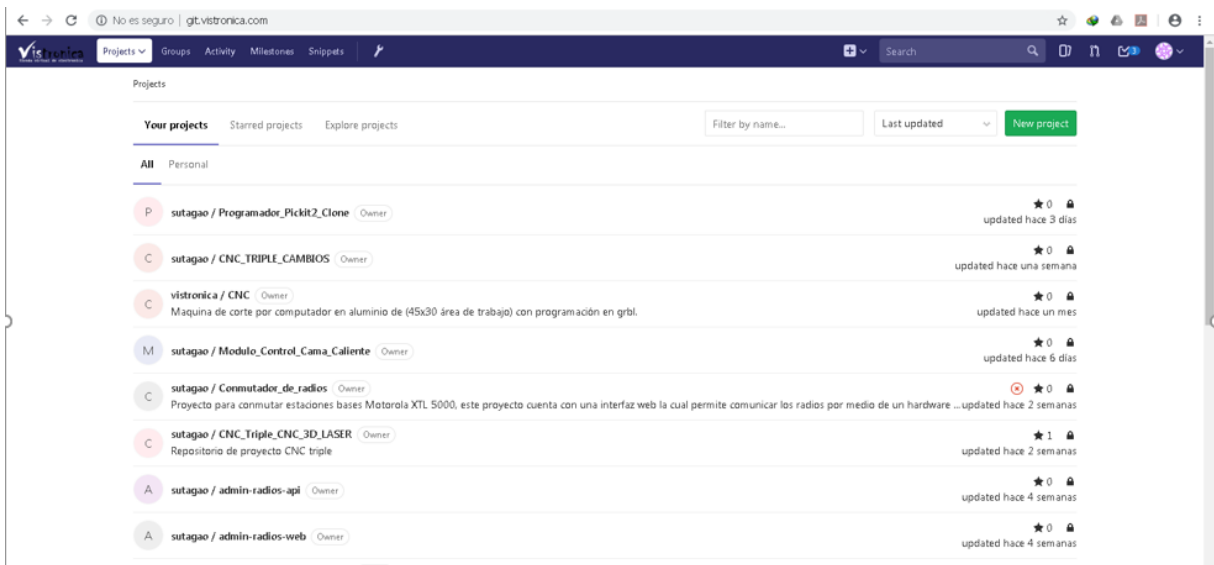 No es seguro | git.vistronica.com
Vistronica
Projects Groups Activity Milestones Snippets Search
Projects
Your projects Starred projects Explore projects Filter by name... Last updated New project
All Personal
P sutagao / Programador_Pickit2_Clone Owner 0
updated hace 3 días
C sutagao / CNC_TRIPLE_CAMBIOS Owner 0
updated hace una semana
C vistronica / CNC Owner 0
Maquina de corte por computador en aluminio de (45x30 área de trabajo) con programación en grbl. updated hace un mes
M sutagao / Modulo_Control_Cama_Caliente Owner 0
updated hace 6 días
C sutagao / Conmutador_de_radios Owner 0
Proyecto para conmutar estaciones bases Motorola XTL 5000, este proyecto cuenta con una interfaz web la cual permite comunicar los radios por medio de un hardware ... updated hace 2 semanas
C sutagao / CNC_Triple_CNC_3D_LASER Owner 1
Repositorio de proyecto CNC triple updated hace 2 semanas
A sutagao / admin-radios-api Owner 0
updated hace 4 semanas
A sutagao / admin-radios-web Owner 0
updated hace 4 semanas